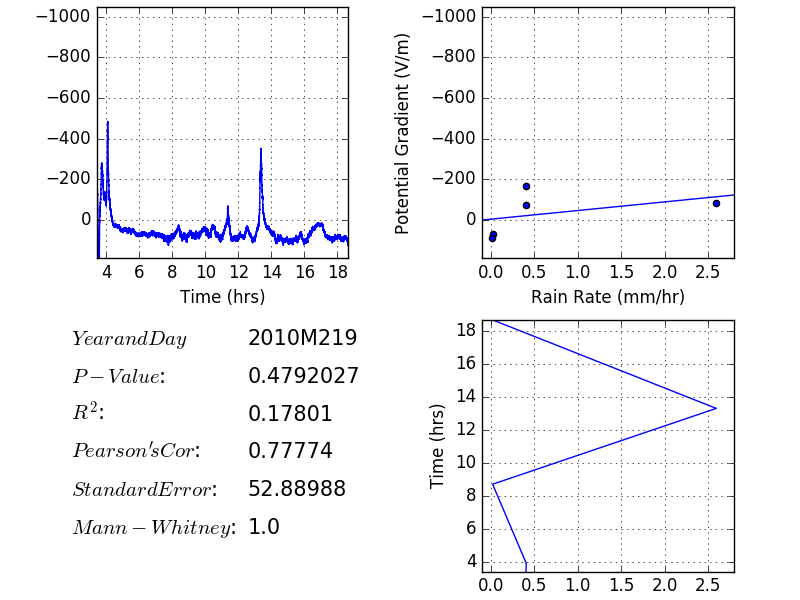 −1000
−800
−600
−400
−200
0
4 6 8 10 12 14 16 18
Time (hrs)
Potential Gradient (V/m)
−1000
−800
−600
−400
−200
0
0.0 0.5 1.0 1.5 2.0 2.5
Rain Rate (mm/hr)
YearandDay 2010M219
P−Value: 0.4792027
R²: 0.17801
Pearson'sCor: 0.77774
StandardError: 52.88988
Mann−Whitney: 1.0
Time (hrs)
18
16
14
12
10
8
6
4
0.0 0.5 1.0 1.5 2.0 2.5